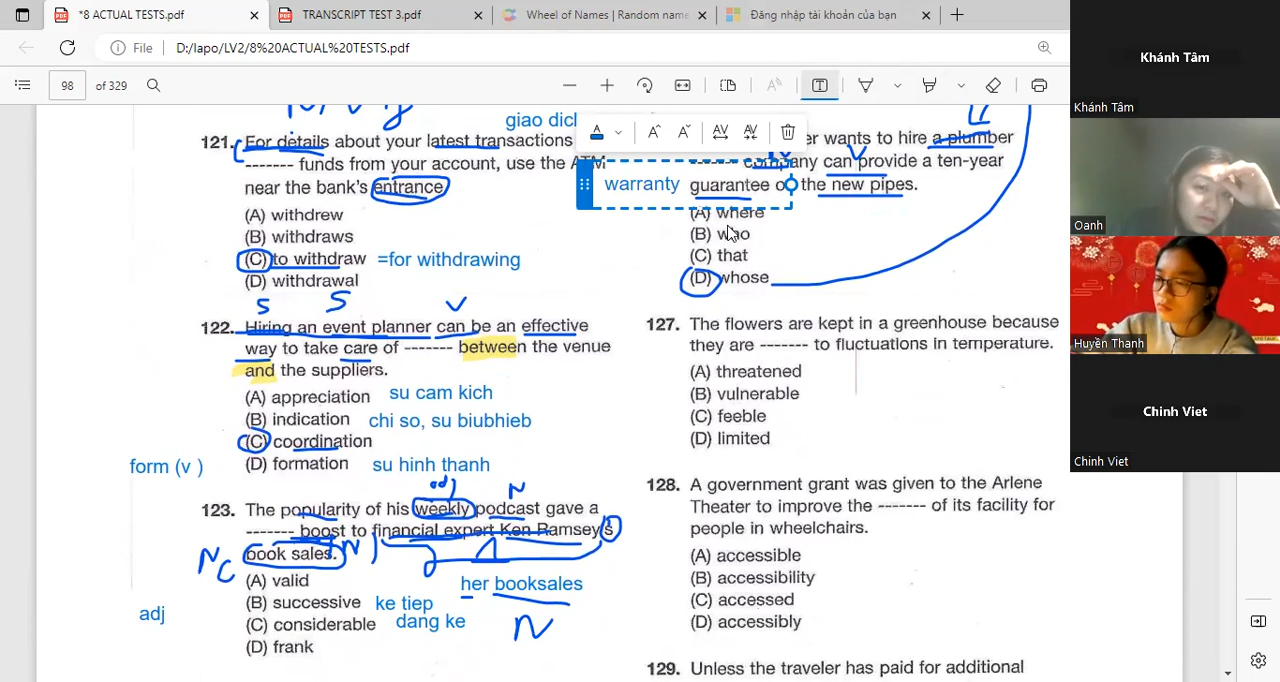 *8 ACTUAL TESTS.pdf
TRANSCRIPT TEST 3.pdf
Wheel of Names | Random name
Đăng nhập tài khoản của bạn
File
D:/lapo/LV2/8%20ACTUAL%20TESTS.pdf
98 of 329
giao dich
121. For details about your latest transactions
------- funds from your account, use the ATM
near the bank's entrance.
(A) withdrew
(B) withdraws
(C) to withdraw =for withdrawing
(D) withdrawal
S S V
122. Hiring an event planner can be an effective
way to take care of ------- between the venue
and the suppliers.
(A) appreciation su cam kich
(B) indication chi so, su biubhieb
(C) coordination
(D) formation su hinh thanh
form (v )
adj N
123. The popularity of his weekly podcast gave a
------- boost to financial expert Ken Ramsey's
book sales.
(A) valid her booksales
(B) successive ke tiep
(C) considerable dang ke
(D) frank
adj
N
wants to hire a plumber
V
------- company can provide a ten-year
warranty guarantee on the new pipes.
(A) where
(B) who
(C) that
(D) whose
127. The flowers are kept in a greenhouse because
they are ------- to fluctuations in temperature.
(A) threatened
(B) vulnerable
(C) feeble
(D) limited
128. A government grant was given to the Arlene
Theater to improve the ------- of its facility for
people in wheelchairs.
(A) accessible
(B) accessibility
(C) accessed
(D) accessibly
129. Unless the traveler has paid for additional
Khánh Tâm
Khánh Tâm
Oanh
Huyền Thanh
Chinh Viet
Chinh Viet